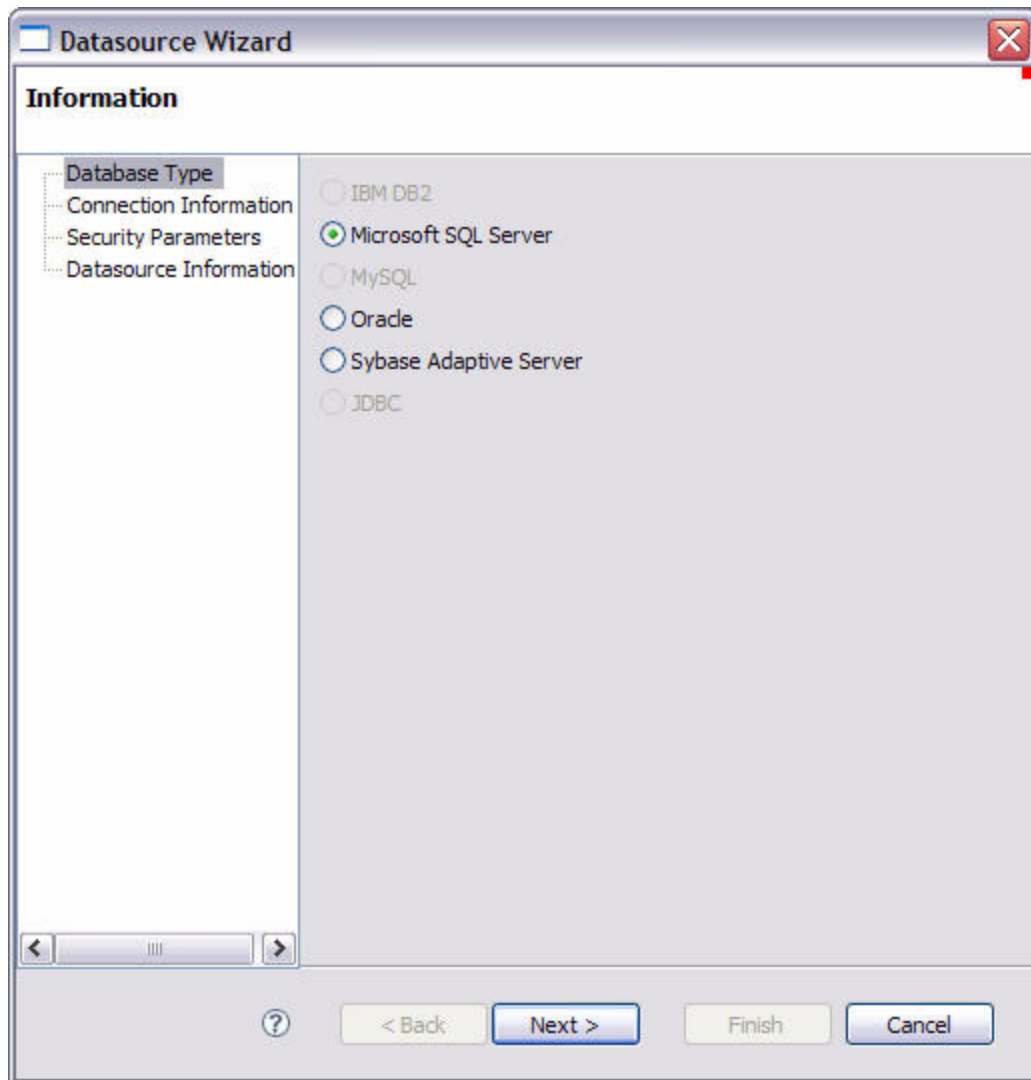 Datasource Wizard
Information
Database Type
Connection Information
Security Parameters
Datasource Information
IBM DB2
Microsoft SQL Server
MySQL
Oracle
Sybase Adaptive Server
JDBC
< Back Next > Finish Cancel